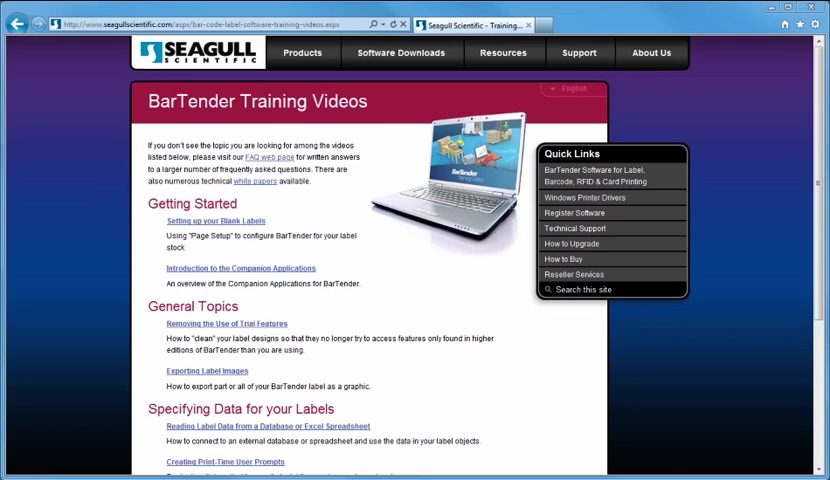 http://www.seagullscientific.com/aspx/bar-code-label-software-training-videos.aspx
Seagull Scientific - Training...
SEAGULL
SCIENTIFIC
Products
Software Downloads
Resources
Support
About Us
English
BarTender Training Videos
If you don't see the topic you are looking for among the videos
listed below, please visit our FAQ web page for written answers
to a larger number of frequently asked questions. There are
also numerous technical white papers available.
BarTender
Getting Started
Setting up your Blank Labels
Using "Page Setup" to configure BarTender for your label
stock
Introduction to the Companion Applications
An overview of the Companion Applications for BarTender.
General Topics
Removing the Use of Trial Features
How to "clean" your label designs so that they no longer try to access features only found in higher
editions of BarTender than you are using.
Exporting Label Images
How to export part or all of your BarTender label as a graphic.
Specifying Data for your Labels
Reading Label Data from a Database or Excel Spreadsheet
How to connect to an external database or spreadsheet and use the data in your label objects.
Creating Print-Time User Prompts
Quick Links
BarTender Software for Label,
Barcode, RFID & Card Printing
Windows Printer Drivers
Register Software
Technical Support
How to Upgrade
How to Buy
Reseller Services
Search this site